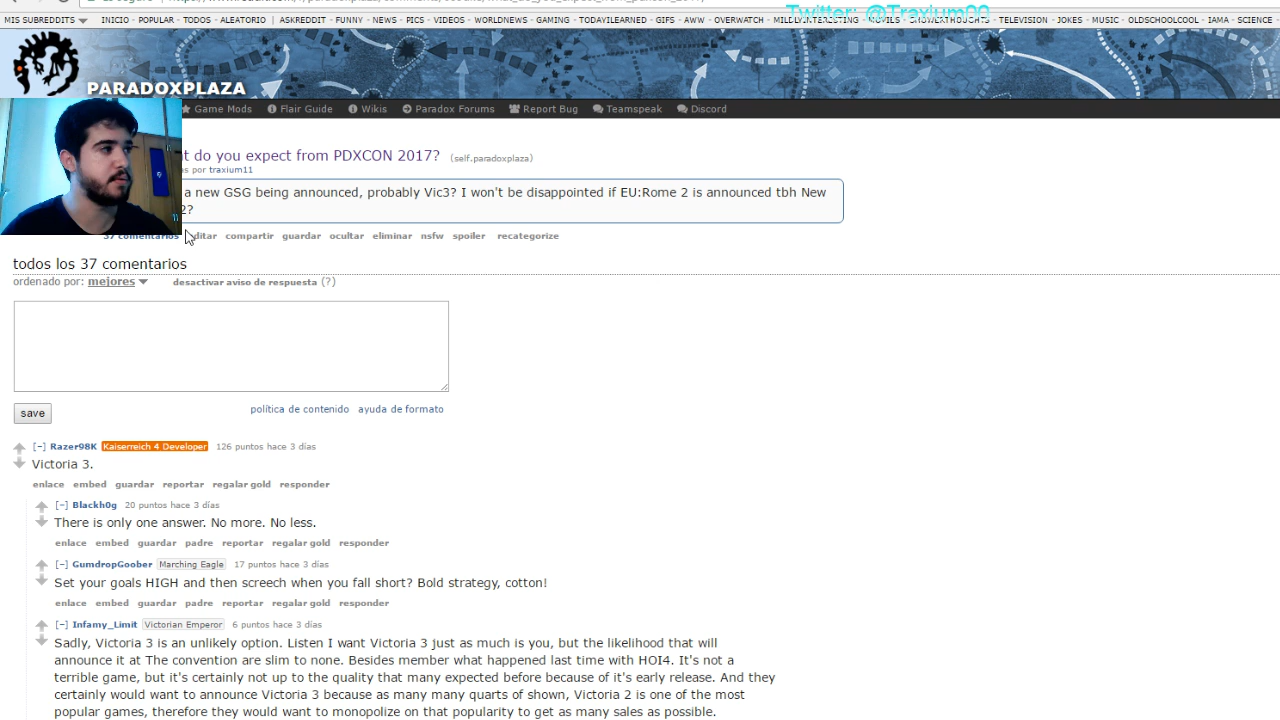 Twitter: @Traxium99
MIS SUBREDDITS INICIO - POPULAR - TODOS - ALEATORIO | ASKREDDIT - FUNNY - NEWS - PICS - VIDEOS - WORLDNEWS - GAMING - TODAYILEARNED - GIFS - AWW - OVERWATCH - MILDLYINTERESTING - MOVIES - SHOWERTHOUGHTS - TELEVISION - JOKES - MUSIC - OLDSCHOOLCOOL - IAMA - SCIENCE
PARADOXPLAZA
Game Mods Flair Guide Wikis Paradox Forums Report Bug Teamspeak Discord
t do you expect from PDXCON 2017? (self.paradoxplaza)
as por traxium11
a new GSG being announced, probably Vic3? I won't be disappointed if EU:Rome 2 is announced tbh New
2?
37 comentarios editar compartir guardar ocultar eliminar nsfw spoiler recategorize
todos los 37 comentarios
ordenado por: mejores desactivar aviso de respuesta (?)
save política de contenido ayuda de formato
[–] Razer98K Kaiserreich 4 Developer 126 puntos hace 3 días
Victoria 3.
enlace embed guardar reportar regalar gold responder
[–] Blackh0g 20 puntos hace 3 días
There is only one answer. No more. No less.
enlace embed guardar padre reportar regalar gold responder
[–] GumdropGoober Marching Eagle 17 puntos hace 3 días
Set your goals HIGH and then screech when you fall short? Bold strategy, cotton!
enlace embed guardar padre reportar regalar gold responder
[–] Infamy_Limit Victorian Emperor 6 puntos hace 3 días
Sadly, Victoria 3 is an unlikely option. Listen I want Victoria 3 just as much is you, but the likelihood that will
announce it at The convention are slim to none. Besides member what happened last time with HOI4. It's not a
terrible game, but it's certainly not up to the quality that many expected before because of it's early release. And they
certainly would want to announce Victoria 3 because as many many quarts of shown, Victoria 2 is one of the most
popular games, therefore they would want to monopolize on that popularity to get as many sales as possible.